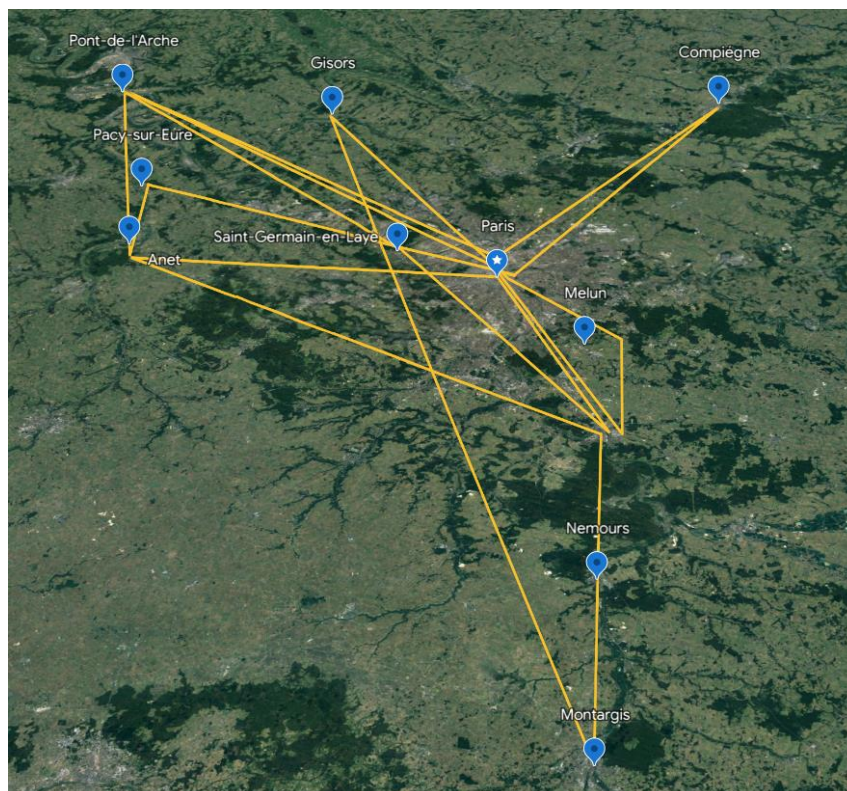 Pont-de-l'Arche
Gisors
Compiègne
Pacy-sur-Eure
Saint-Germain-en-Laye
Paris
Anet
Melun
Nemours
Montargis